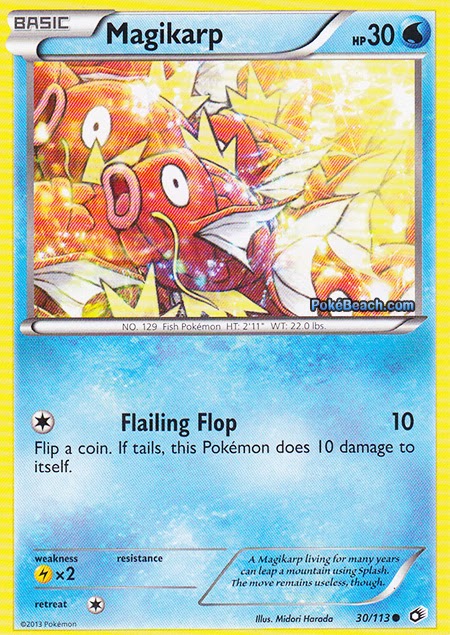 BASIC
Magikarp
HP30
PokéBeach.com
NO. 129 Fish Pokémon HT: 2'11" WT: 22.0 lbs.
Flailing Flop 10
Flip a coin. If tails, this Pokémon does 10 damage to
itself.
weakness resistance
×2
retreat
A Magikarp living for many years
can leap a mountain using Splash.
The move remains useless, though.
©2013 Pokémon
Illus. Midori Harada
30/113